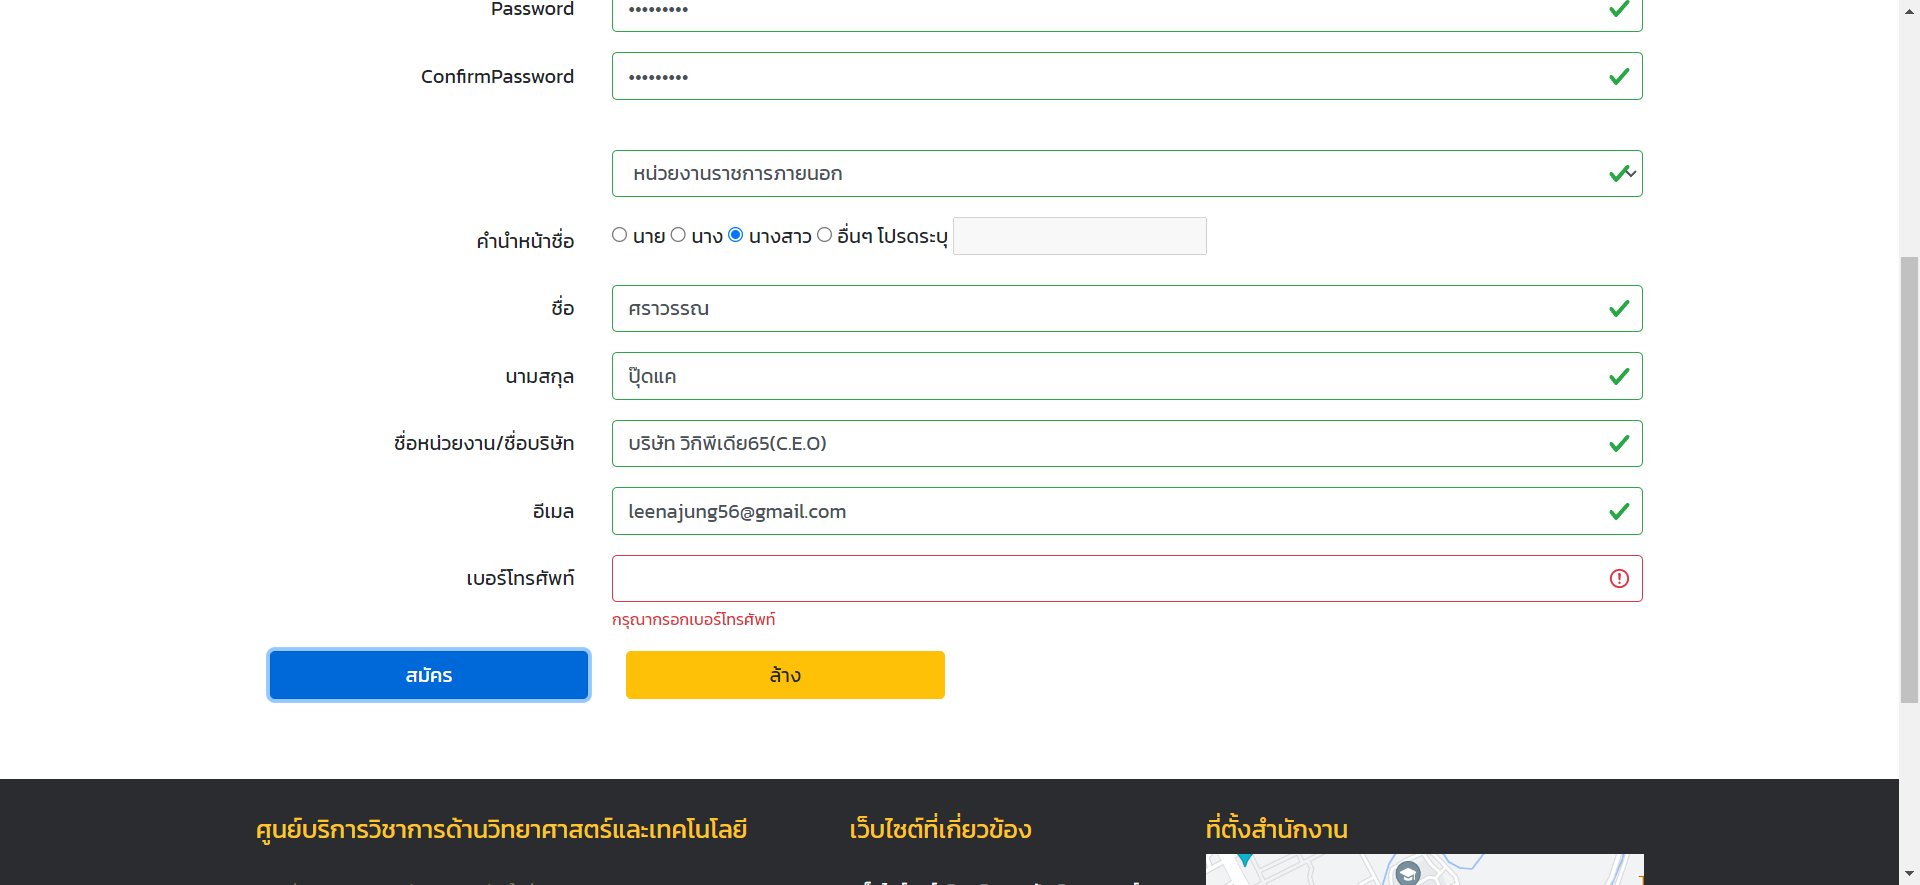 Password
•••••••••
ConfirmPassword
•••••••••
หน่วยงานราชการภายนอก
คำนำหน้าชื่อ นาย นาง นางสาว อื่นๆ โปรดระบุ
ชื่อ ศราวรรณ
นามสกุล ปุ๊ดแค
ชื่อหน่วยงาน/ชื่อบริษัท บริษัท วิกิพีเดีย65(C.E.O)
อีเมล leenajung56@gmail.com
เบอร์โทรศัพท์
กรุณากรอกเบอร์โทรศัพท์
สมัคร ล้าง
ศูนย์บริการวิชาการด้านวิทยาศาสตร์และเทคโนโลยี เว็บไซต์ที่เกี่ยวข้อง ที่ตั้งสำนักงาน